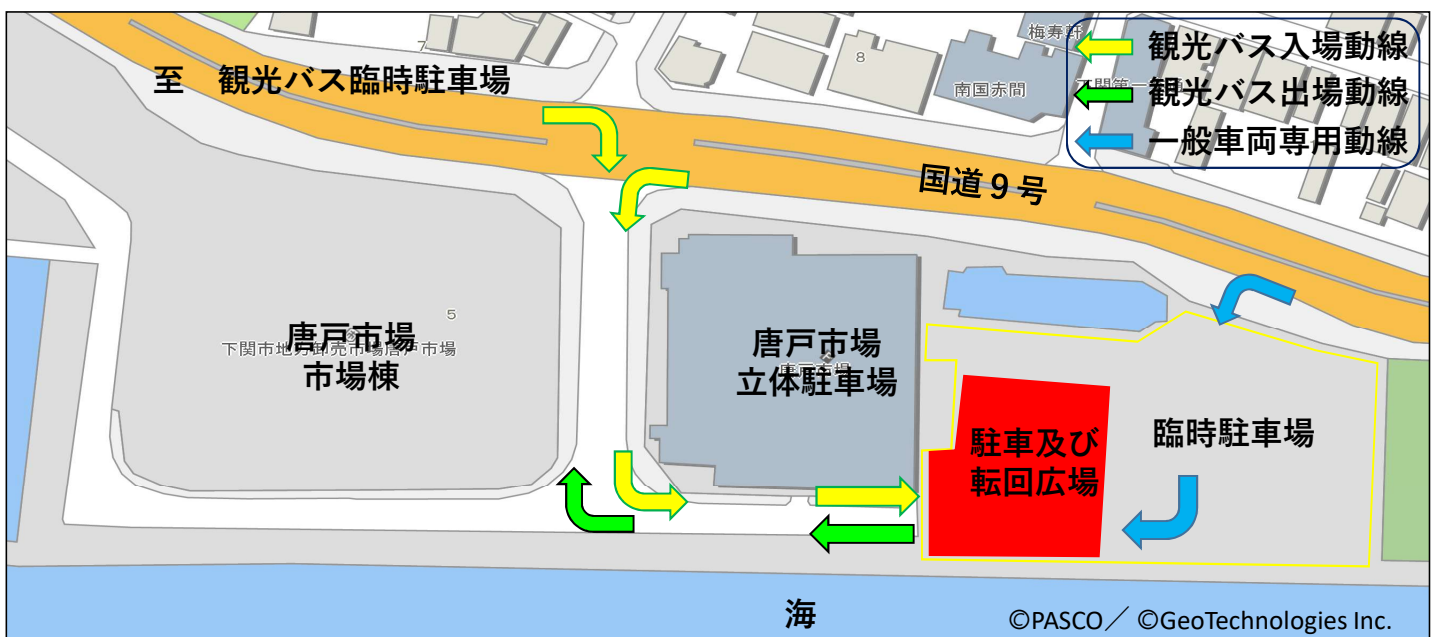 梅寿軒
観光バス入場動線
至　観光バス臨時駐車場
7
8
南国赤間
観光バス出場動線
一般車両専用動線
国道９号
5
唐戸市場
市場棟
下関市地方卸売市場唐戸市場
唐戸市場
立体駐車場
駐車及び
転回広場
臨時駐車場
海
©PASCO／ ©GeoTechnologies Inc.